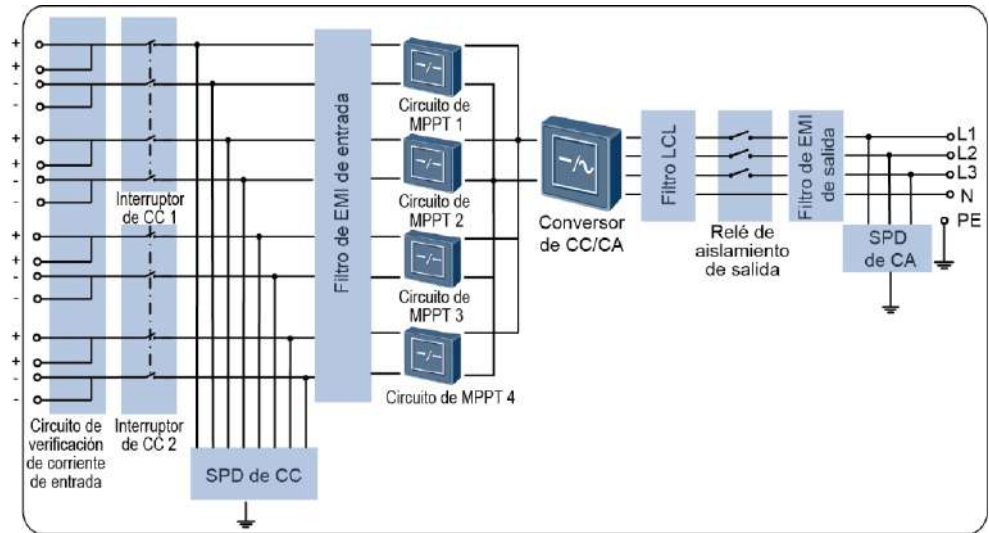 +
+
-
-
+
+
-
-
+
+
-
-
+
+
-
-
Circuito de
verificación
de corriente
de entrada
Interruptor
de CC 1
Interruptor
de CC 2
SPD de CC
Filtro de EMI de entrada
Circuito de
MPPT 1
Circuito de
MPPT 2
Circuito de
MPPT 3
Circuito de MPPT 4
Conversor
de CC/CA
Filtro LCL
Relé de
aislamiento
de salida
Filtro de EMI
de salida
SPD
de CA
L1
L2
L3
N
PE